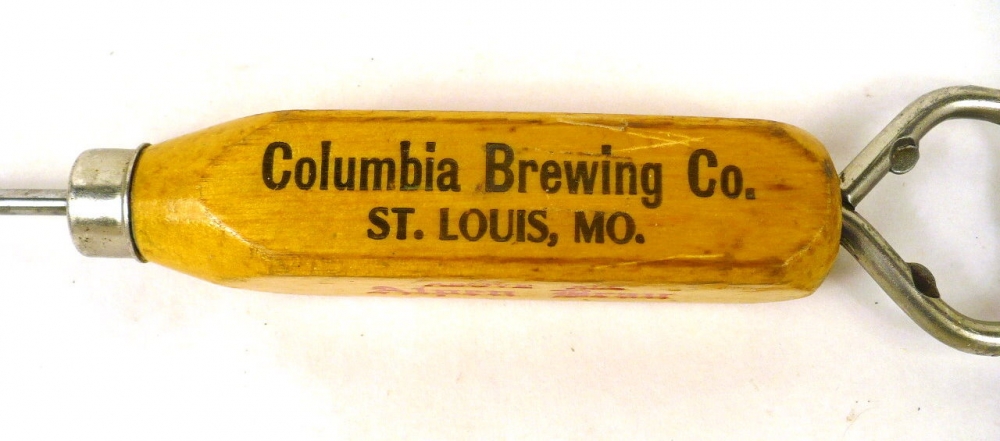 Columbia Brewing Co.
ST. LOUIS, MO.